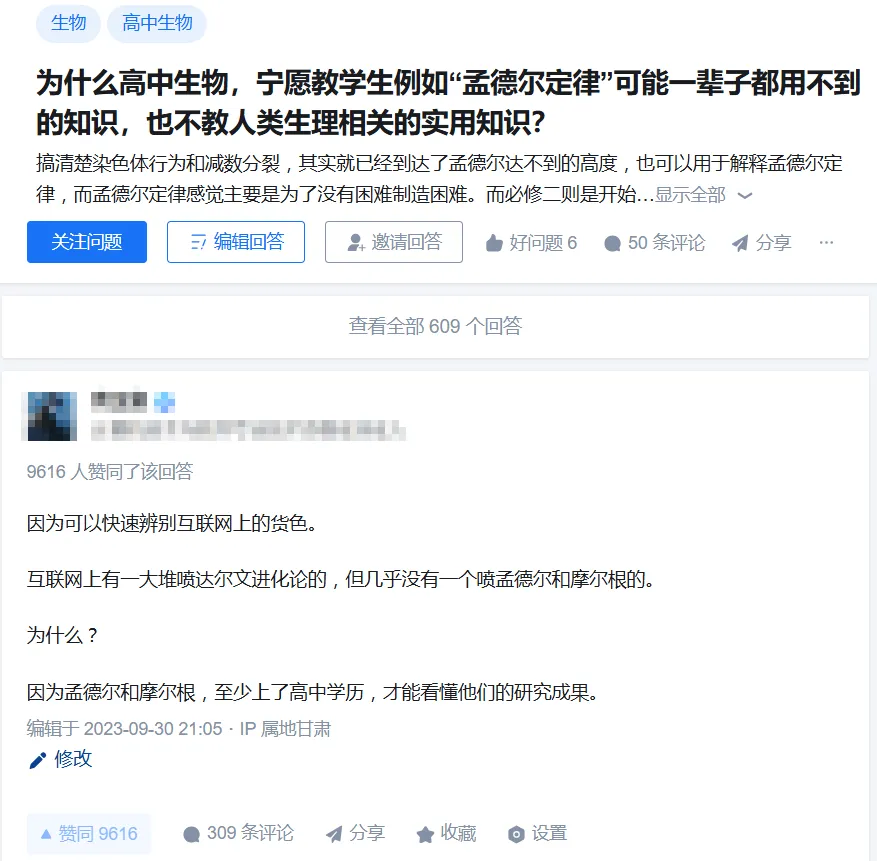 生物 高中生物
为什么高中生物，宁愿教学生例如“孟德尔定律”可能一辈子都用不到
的知识，也不教人类生理相关的实用知识？
搞清楚染色体行为和减数分裂，其实就已经到达了孟德尔达不到的高度，也可以用于解释孟德尔定
律，而孟德尔定律感觉主要是为了没有困难制造困难。而必修二则是开始...显示全部
关注问题 编辑回答 邀请回答 好问题 6 50 条评论 分享 ···
查看全部 609 个回答
9616 人赞同了该回答
因为可以快速辨别互联网上的货色。
互联网上有一大堆喷达尔文进化论的，但几乎没有一个喷孟德尔和摩尔根的。
为什么？
因为孟德尔和摩尔根，至少上了高中学历，才能看懂他们的研究成果。
编辑于 2023-09-30 21:05 · IP 属地甘肃
修改
赞同 9616 309 条评论 分享 收藏 设置